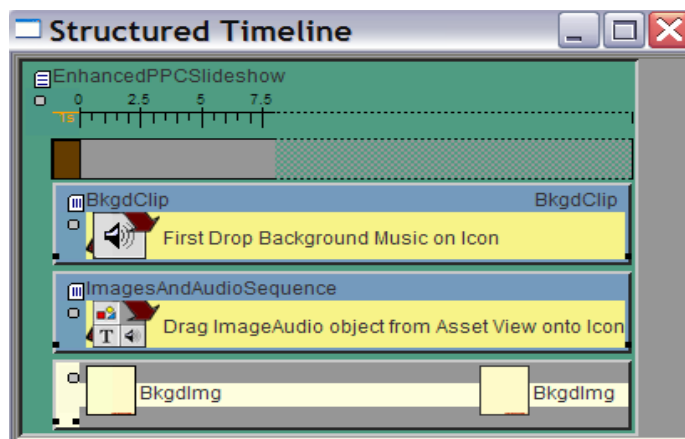 Structured Timeline
EnhancedPPCSlideshow
0 2.5 5 7.5
1s
BkgdClip BkgdClip
First Drop Background Music on Icon
ImagesAndAudioSequence
T Drag ImageAudio object from Asset View onto Icon
BkgdImg BkgdImg